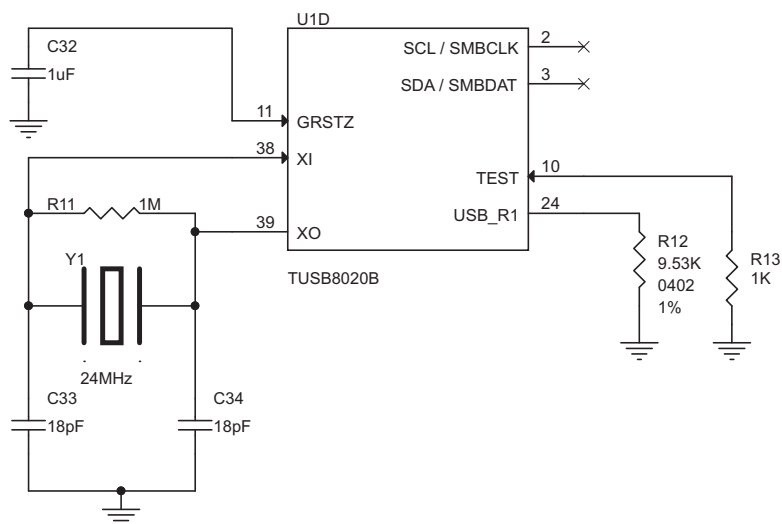 U1D
C32
1uF
SCL / SMBCLK
2
SDA / SMBDAT
3
11
GRSTZ
38
XI
TEST
10
R11
1M
39
XO
USB_R1
24
Y1
TUSB8020B
R12
9.53K
0402
1%
R13
1K
24MHz
C33
18pF
C34
18pF